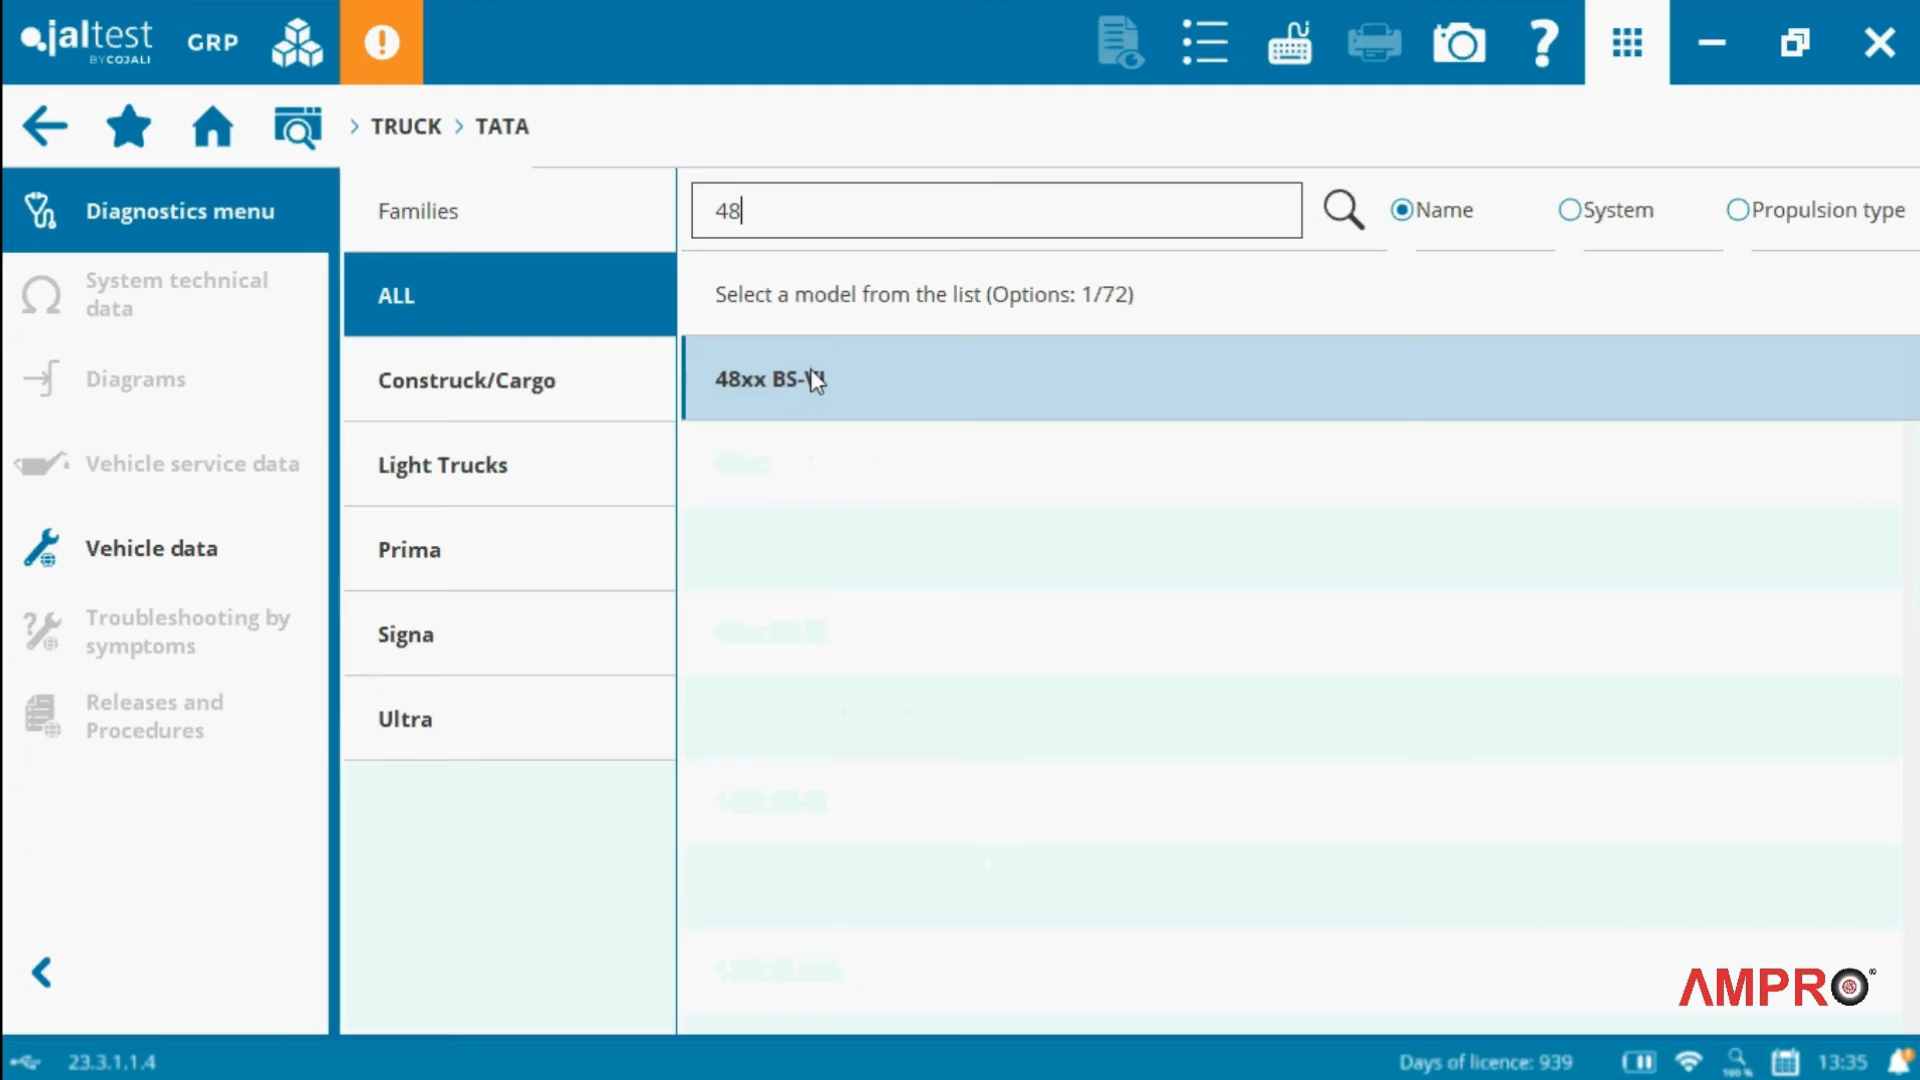 jaltest
BY COJALI
GRP
> TRUCK > TATA
Diagnostics menu
System technical
data
Diagrams
Vehicle service data
Vehicle data
Troubleshooting by
symptoms
Releases and
Procedures
Families
ALL
Construck/Cargo
Light Trucks
Prima
Signa
Ultra
48
Name
System
Propulsion type
Select a model from the list (Options: 1/72)
48xx BS-VI
AMPRO®
23.3.1.1.4
Days of licence: 939
100 %
13:35